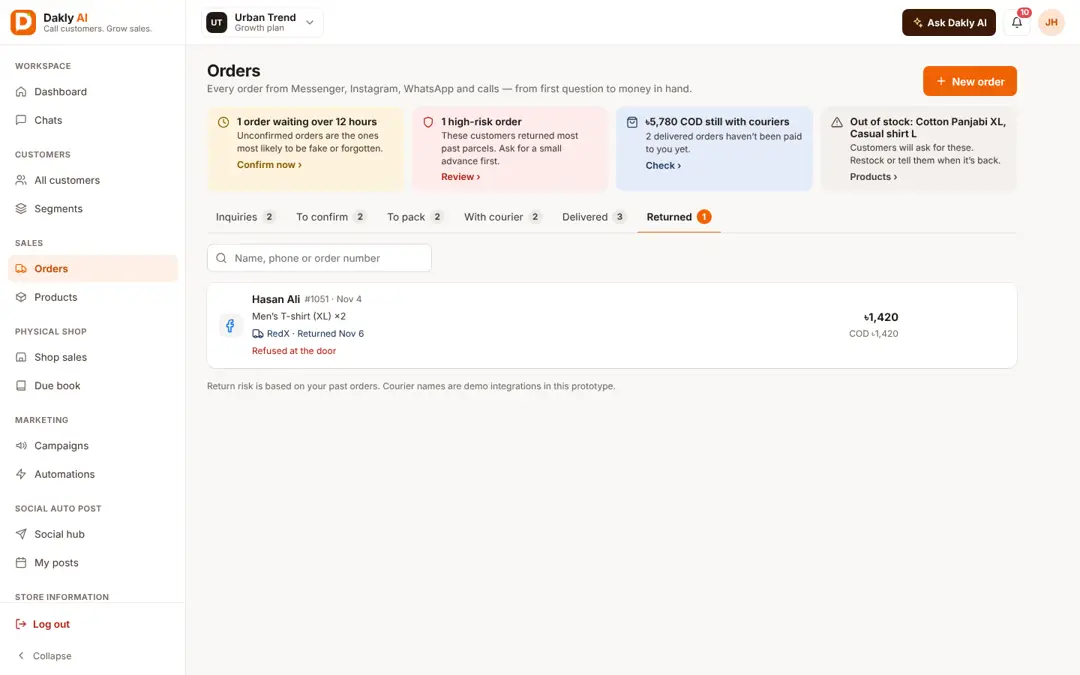 Dakly AI
Call customers. Grow sales.
UT
Urban Trend
Growth plan
Ask Dakly AI
10
JH
WORKSPACE
Dashboard
Chats
CUSTOMERS
All customers
Segments
SALES
Orders
Products
PHYSICAL SHOP
Shop sales
Due book
MARKETING
Campaigns
Automations
SOCIAL AUTO POST
Social hub
My posts
STORE INFORMATION
Log out
Collapse
Orders
Every order from Messenger, Instagram, WhatsApp and calls — from first question to money in hand.
+ New order
1 order waiting over 12 hours
Unconfirmed orders are the ones
most likely to be fake or forgotten.
Confirm now ›
1 high-risk order
These customers returned most
past parcels. Ask for a small
advance first.
Review ›
৳5,780 COD still with couriers
2 delivered orders haven't been paid
to you yet.
Check ›
Out of stock: Cotton Panjabi XL,
Casual shirt L
Customers will ask for these.
Restock or tell them when it's back.
Products ›
Inquiries 2 To confirm 2 To pack 2 With courier 2 Delivered 3 Returned 1
Name, phone or order number
Hasan Ali #1051 · Nov 4
Men's T-shirt (XL) ×2
RedX · Returned Nov 6
Refused at the door
৳1,420
COD ৳1,420
Return risk is based on your past orders. Courier names are demo integrations in this prototype.